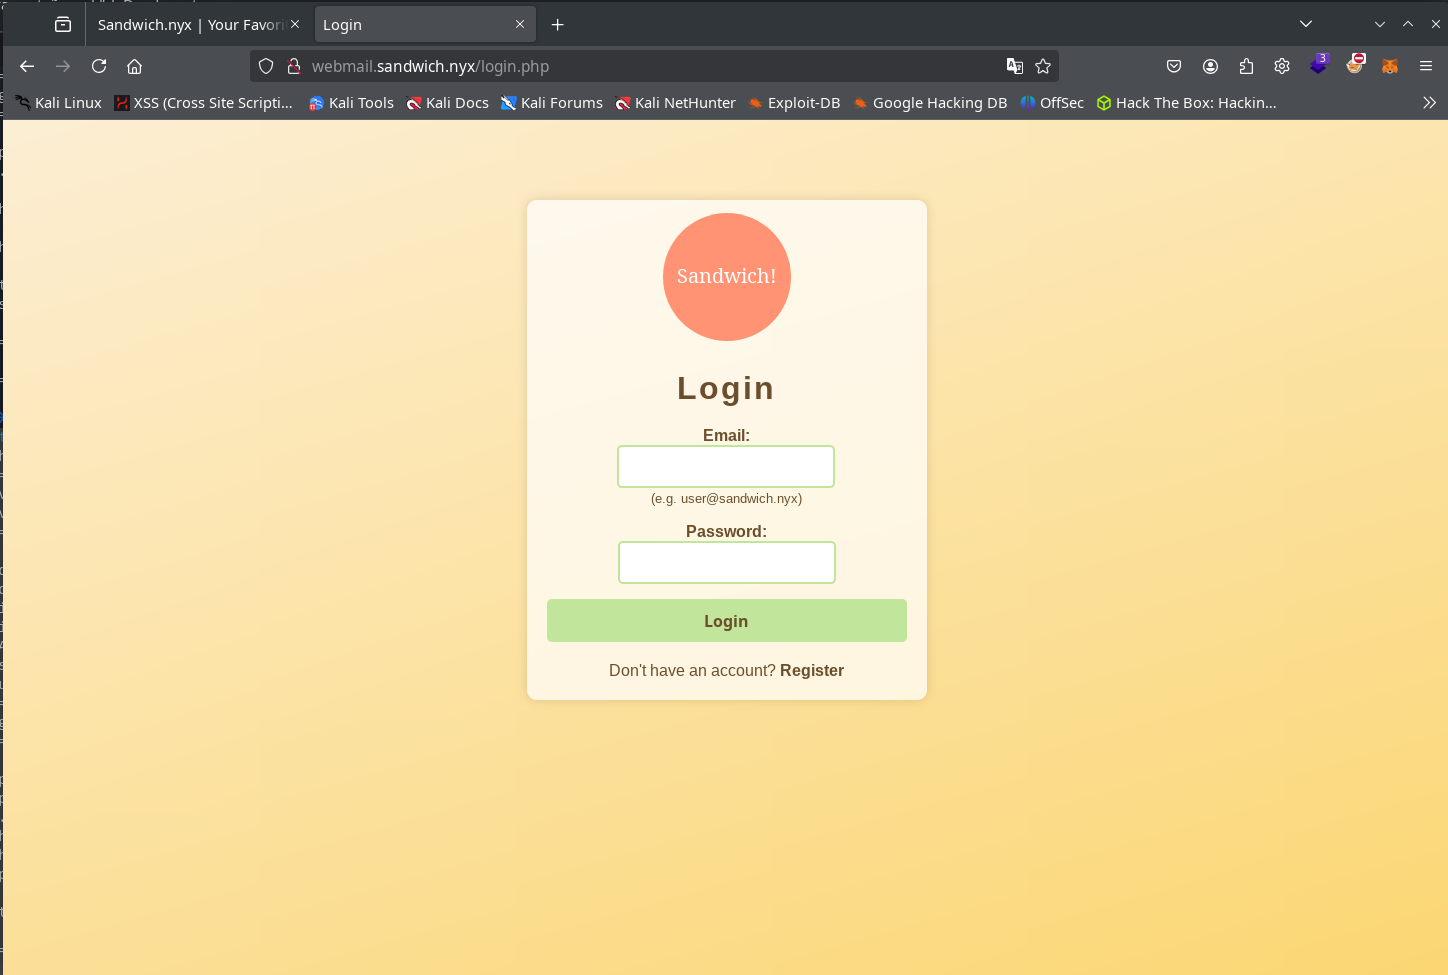 Sandwich.nyx | Your Favori
Login
webmail.sandwich.nyx/login.php
3
Kali Linux
XSS (Cross Site Scripti...
Kali Tools
Kali Docs
Kali Forums
Kali NetHunter
Exploit-DB
Google Hacking DB
OffSec
Hack The Box: Hackin...
Sandwich!
Login
Email:
(e.g. user@sandwich.nyx)
Password:
Login
Don't have an account? Register